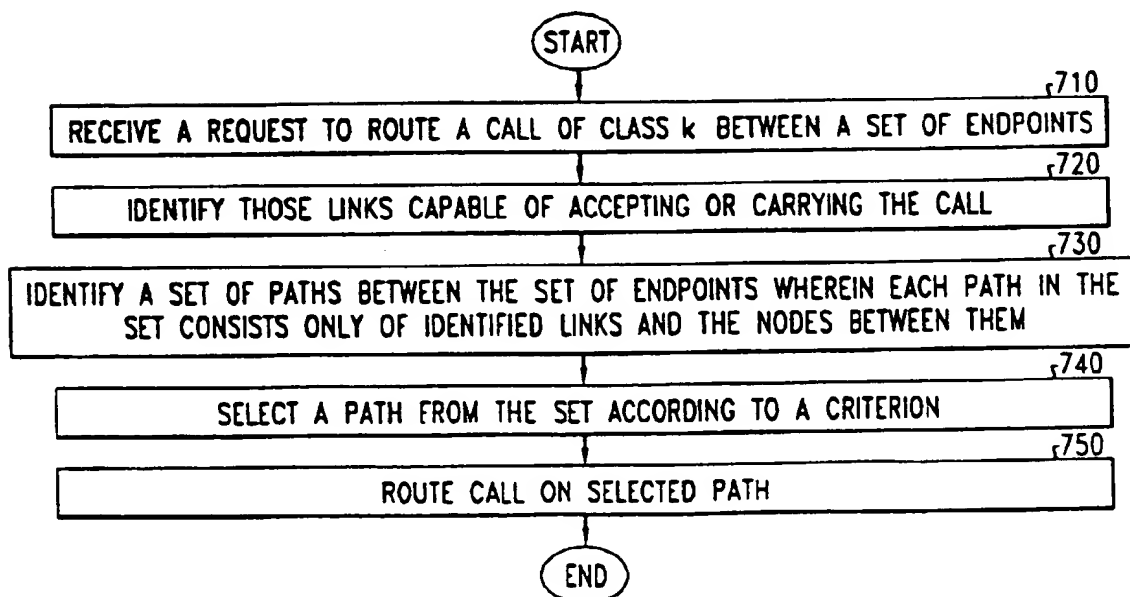 START
710
RECEIVE A REQUEST TO ROUTE A CALL OF CLASS k BETWEEN A SET OF ENDPOINTS
720
IDENTIFY THOSE LINKS CAPABLE OF ACCEPTING OR CARRYING THE CALL
730
IDENTIFY A SET OF PATHS BETWEEN THE SET OF ENDPOINTS WHEREIN EACH PATH IN THE
SET CONSISTS ONLY OF IDENTIFIED LINKS AND THE NODES BETWEEN THEM
740
SELECT A PATH FROM THE SET ACCORDING TO A CRITERION
750
ROUTE CALL ON SELECTED PATH
END